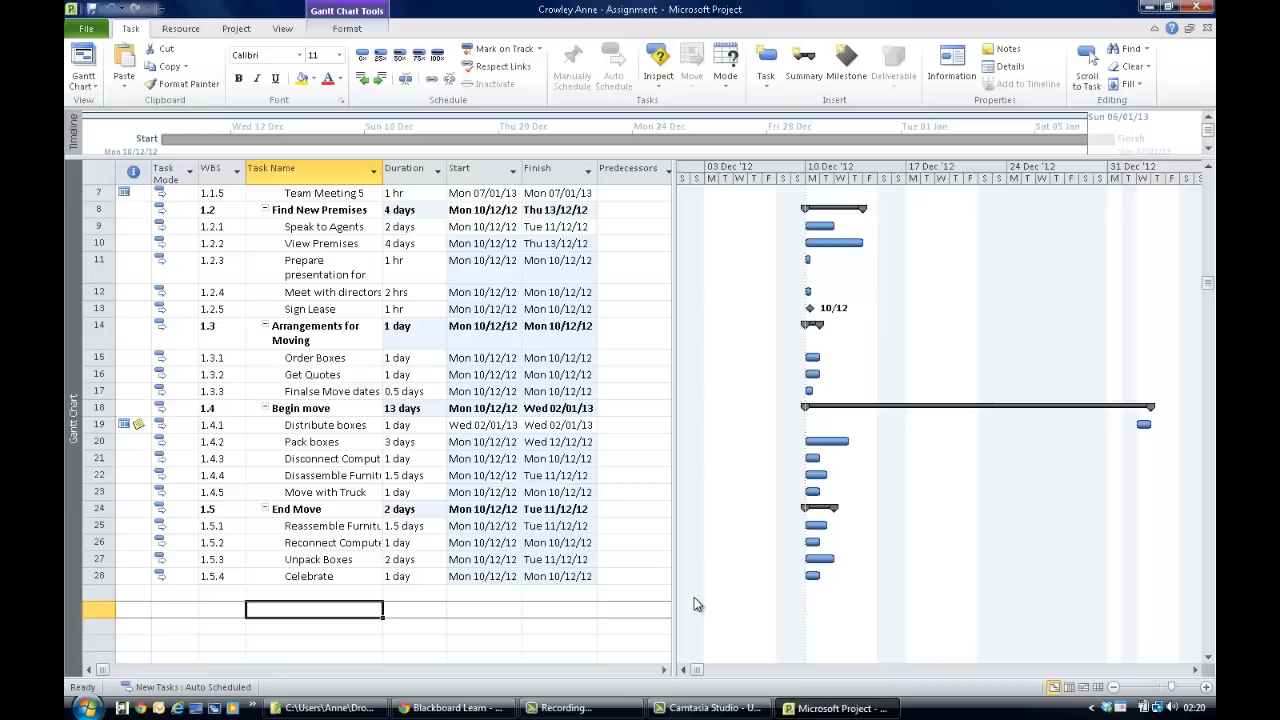 Gantt Chart Tools
Crowley Anne - Assignment - Microsoft Project
File Task Resource Project View Format
Gantt Chart
View
Paste
Cut
Copy
Format Painter
Clipboard
Calibri 11
B I U A
Font
0% 25% 50% 75% 100%
Mark on Track
Respect Links
Inactivate
Schedule
Manually Schedule
Auto Schedule
Inspect
Move
Mode
Tasks
Task
Summary
Milestone
Deliverable
Insert
Information
Notes
Details
Add to Timeline
Properties
Scroll to Task
Find
Clear
Fill
Editing
Timeline
Sun 06/01/13
Wed 12 Dec Sun 16 Dec Thu 20 Dec Mon 24 Dec Fri 28 Dec Tue 01 Jan Sat 05 Jan
Start
Mon 10/12/12
Finish
Mon 07/01/13
Task Mode WBS Task Name Duration Start Finish Predecessors
03 Dec '12 10 Dec '12 17 Dec '12 24 Dec '12 31 Dec '12
S S M T W T F S S M T W T F S S M T W T F S S M T W T F S S M T W T F S
7 1.1.5 Team Meeting 5 1 hr Mon 07/01/13 Mon 07/01/13
8 1.2 Find New Premises 4 days Mon 10/12/12 Thu 13/12/12
9 1.2.1 Speak to Agents 2 days Mon 10/12/12 Tue 11/12/12
10 1.2.2 View Premises 4 days Mon 10/12/12 Thu 13/12/12
11 1.2.3 Prepare 1 hr Mon 10/12/12 Mon 10/12/12
presentation for
12 1.2.4 Meet with directors 2 hrs Mon 10/12/12 Mon 10/12/12
13 1.2.5 Sign Lease 1 hr Mon 10/12/12 Mon 10/12/12 10/12
14 1.3 Arrangements for 1 day Mon 10/12/12 Mon 10/12/12
Moving
15 1.3.1 Order Boxes 1 day Mon 10/12/12 Mon 10/12/12
16 1.3.2 Get Quotes 1 day Mon 10/12/12 Mon 10/12/12
17 1.3.3 Finalse Move dates 0.5 days Mon 10/12/12 Mon 10/12/12
18 1.4 Begin move 13 days Mon 10/12/12 Wed 02/01/13
19 1.4.1 Distribute boxes 1 day Wed 02/01/13 Wed 02/01/13
20 1.4.2 Pack boxes 3 days Mon 10/12/12 Wed 12/12/12
21 1.4.3 Disconnect Comput 1 day Mon 10/12/12 Mon 10/12/12
22 1.4.4 Disassemble Furnit 1.5 days Mon 10/12/12 Tue 11/12/12
23 1.4.5 Move with Truck 1 day Mon 10/12/12 Mon 10/12/12
24 1.5 End Move 2 days Mon 10/12/12 Tue 11/12/12
25 1.5.1 Reassemble Furnitu 1.5 days Mon 10/12/12 Tue 11/12/12
26 1.5.2 Reconnect Compute 1 day Mon 10/12/12 Mon 10/12/12
27 1.5.3 Unpack Boxes 2 days Mon 10/12/12 Tue 11/12/12
28 1.5.4 Celebrate 1 day Mon 10/12/12 Mon 10/12/12
Gantt Chart
Ready New Tasks : Auto Scheduled
C:\Users\Anne\Dro... Blackboard Learn - ... Recording... Camtasia Studio - U... Microsoft Project - ... 02:20